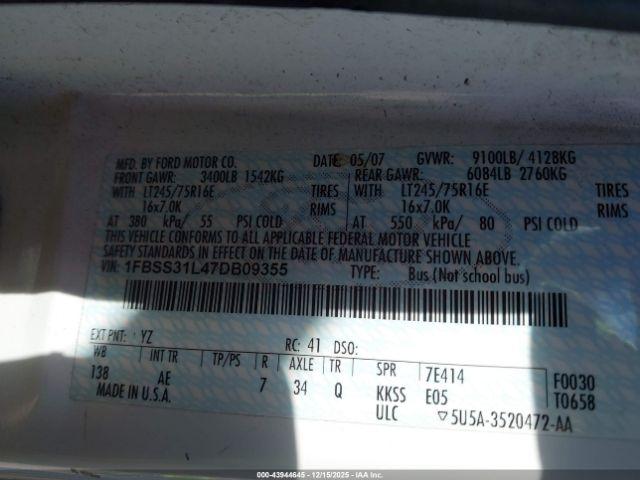 MFD. BY FORD MOTOR CO. DATE: 05/07 GVWR: 9100LB/ 4128KG
FRONT GAWR: 3400LB 1542KG REAR GAWR: 6084LB 2760KG
WITH LT245/75R16E TIRES WITH LT245/75R16E TIRES
16x7.0K RIMS 16x7.0K RIMS
AT 380 kPa/ 55 PSI COLD AT 550 kPa/ 80 PSI COLD
THIS VEHICLE CONFORMS TO ALL APPLICABLE FEDERAL MOTOR VEHICLE
SAFETY STANDARDS IN EFFECT ON THE DATE OF MANUFACTURE SHOWN ABOVE.
VIN: 1FBSS31L47DB09355 TYPE: Bus (Not school bus)
EXT PNT: YZ RC: 41 DSO:
WB INT TR TP/PS R AXLE TR SPR 7E414 F0030
138 AE 7 34 Q KKSS E05 T0658
MADE IN U.S.A. ULC ▽5U5A-3520472-AA
000-43944645 - 12/15/2025 - IAAI.COM